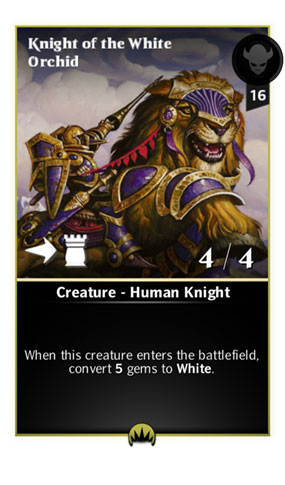 Knight of the White
Orchid
16
4 / 4
Creature - Human Knight
When this creature enters the battlefield,
convert 5 gems to White.